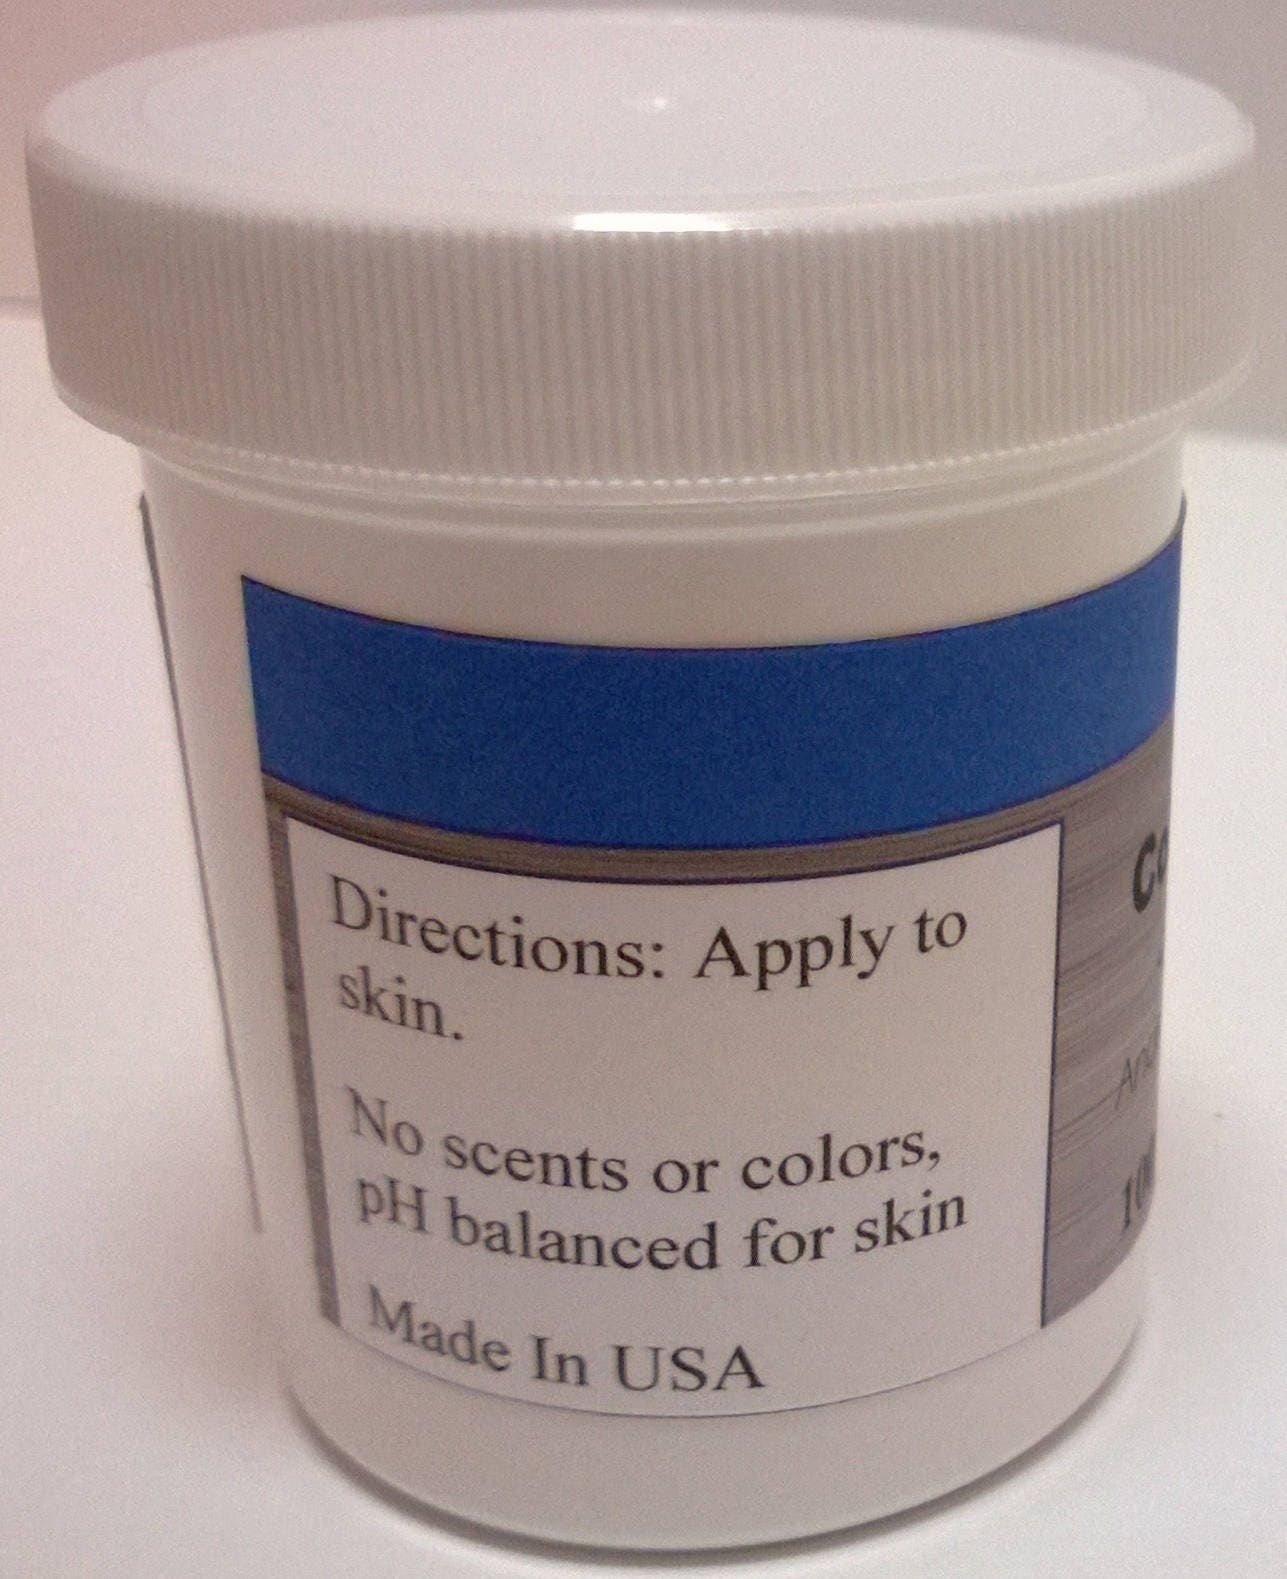 Directions: Apply to
skin.
No scents or colors,
pH balanced for skin
Made In USA